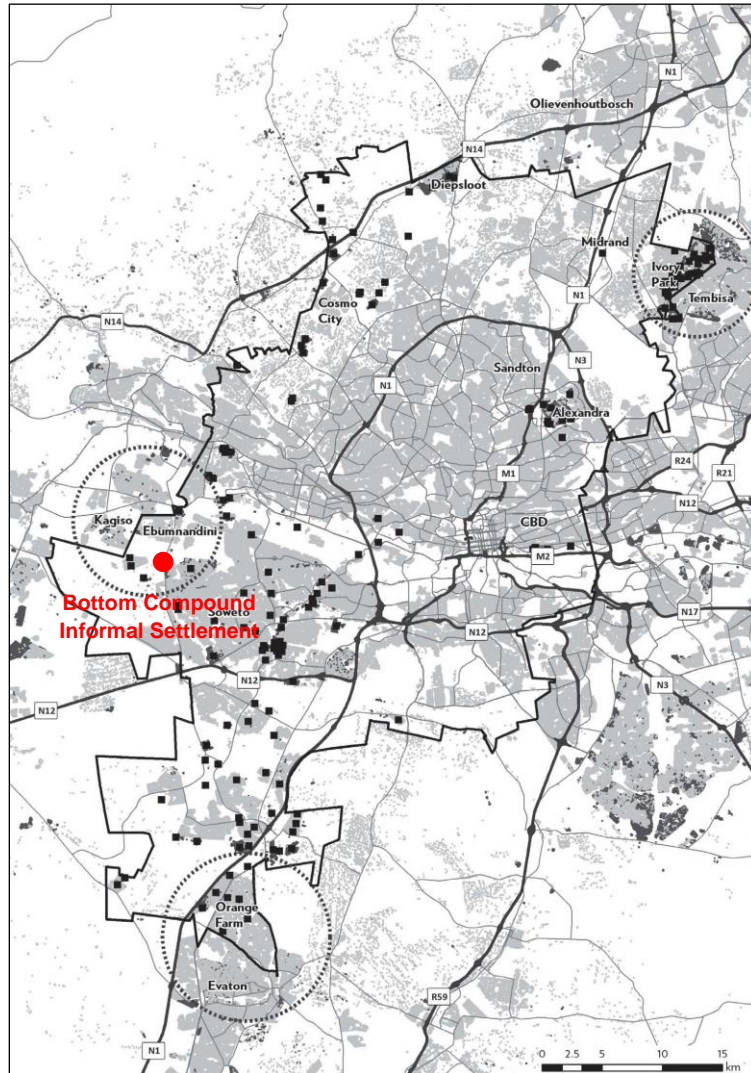 N1
Olievenhoutbosch
N14
Diepsloot
Midrand
Ivory
Park
Tembisa
N1
Cosmo
City
N14
N3
Sandton
N1
Alexandra
R24
M1
R21
N12
Kagiso
Ebumnandini
CBD
M2
Bottom Compound
Soweto
Informal Settlement
N17
N12
N12
N3
N12
Orange
Farm
Evaton
R59
N1
0 2.5 5 10 15
km